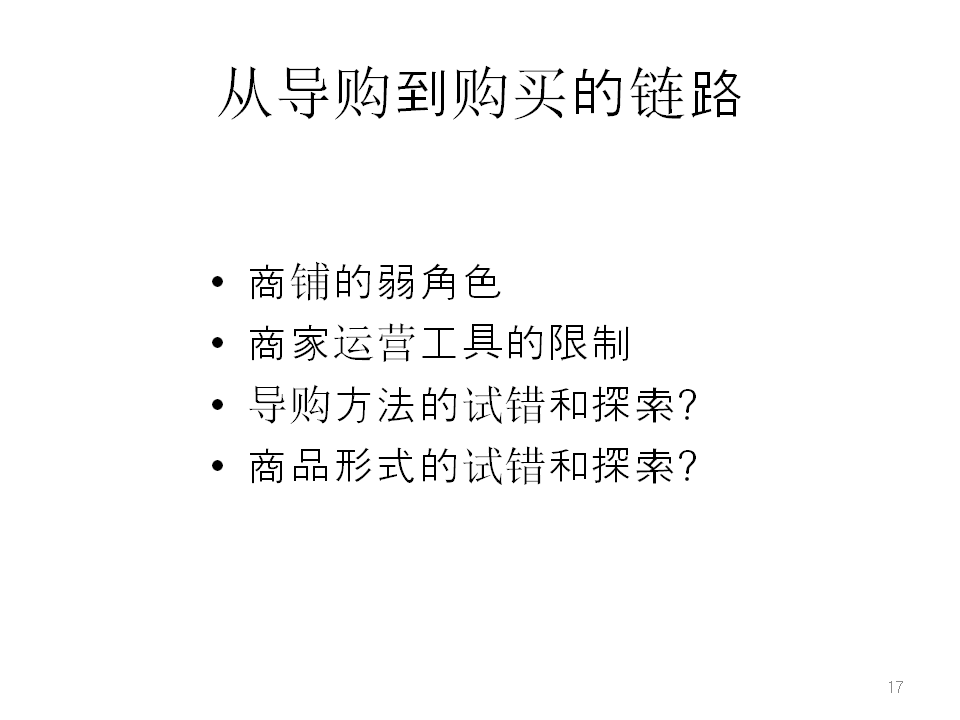 从导购到购买的链路
• 商铺的弱角色
• 商家运营工具的限制
• 导购方法的试错和探索?
• 商品形式的试错和探索?
17